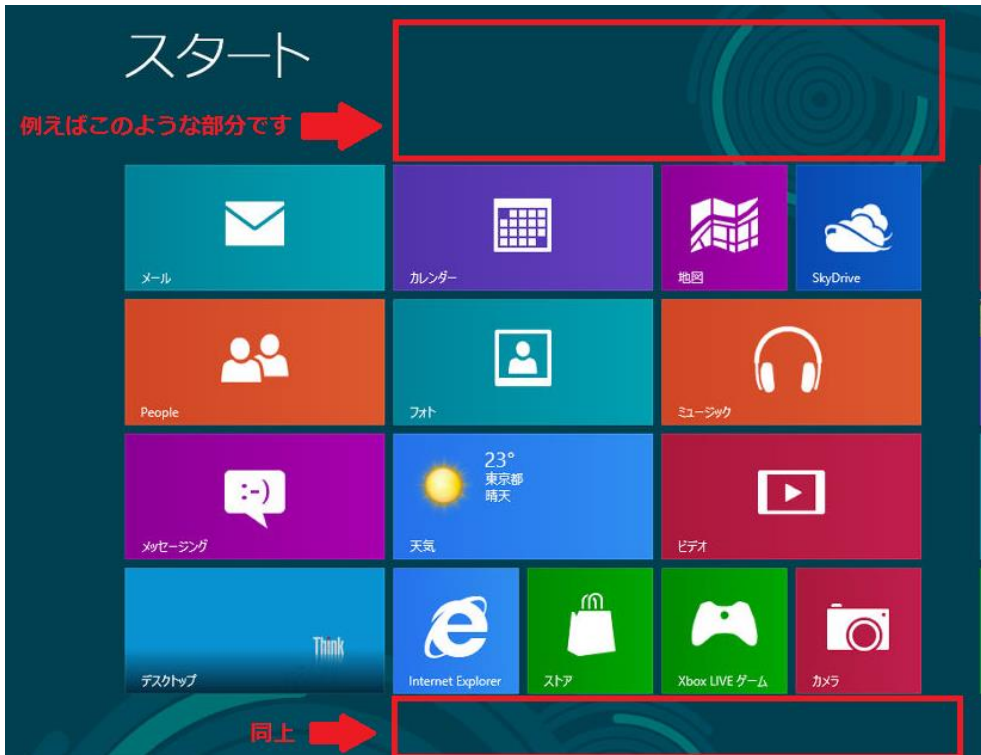 スタート
例えばこのような部分です
メール
カレンダー
地図
SkyDrive
People
フォト
ミュージック
メッセージング
:-)
23°
東京都
晴天
天気
ビデオ
Think
デスクトップ
Internet Explorer
ストア
Xbox LIVE ゲーム
カメラ
同上